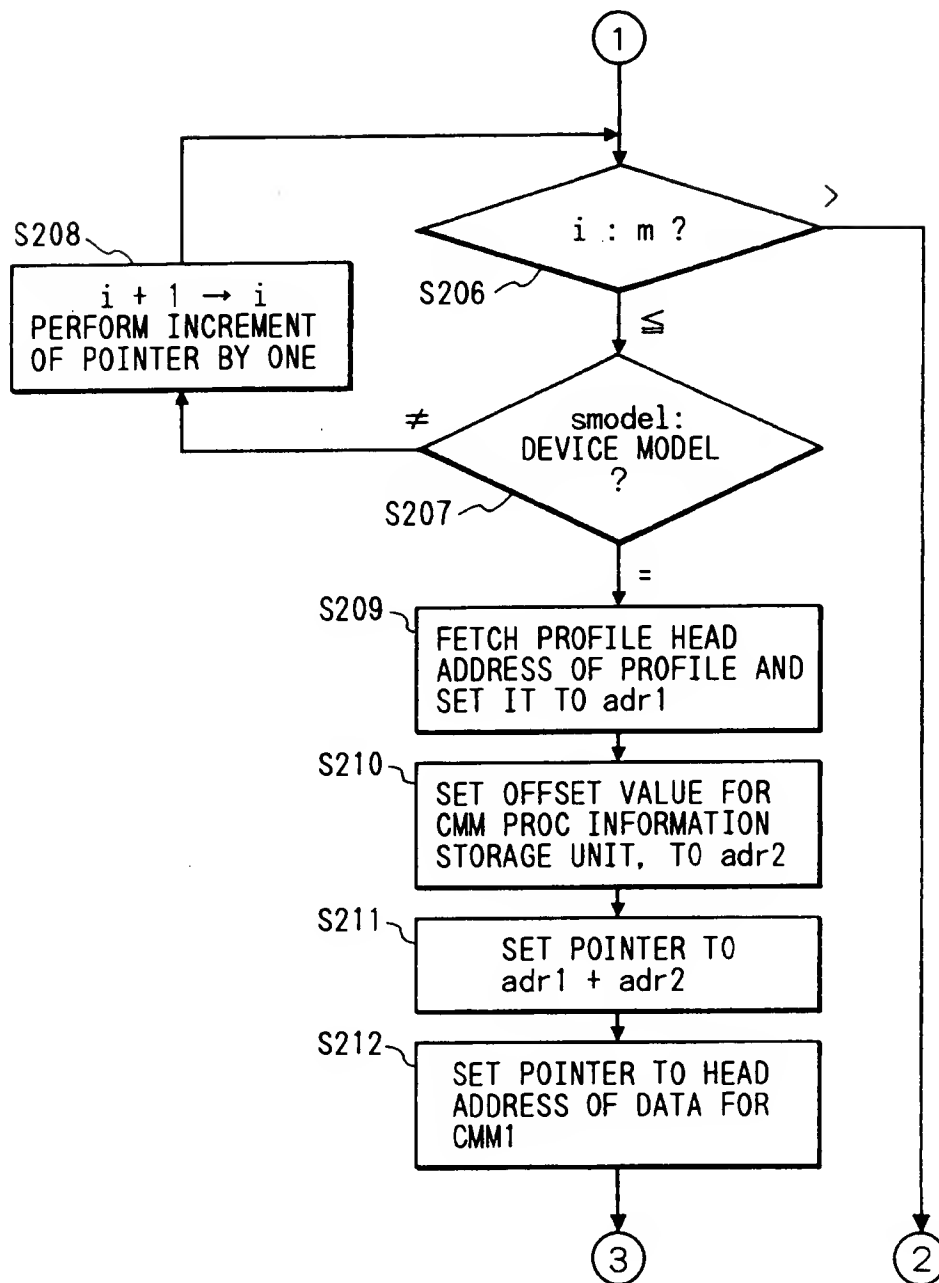 1
>
i : m ?
S208
S206
i + 1 → i
PERFORM INCREMENT
OF POINTER BY ONE
≦
≠
smodel:
DEVICE MODEL
?
S207
=
S209
FETCH PROFILE HEAD
ADDRESS OF PROFILE AND
SET IT TO adr1
S210
SET OFFSET VALUE FOR
CMM PROC INFORMATION
STORAGE UNIT, TO adr2
S211
SET POINTER TO
adr1 + adr2
S212
SET POINTER TO HEAD
ADDRESS OF DATA FOR
CMM1
3
2